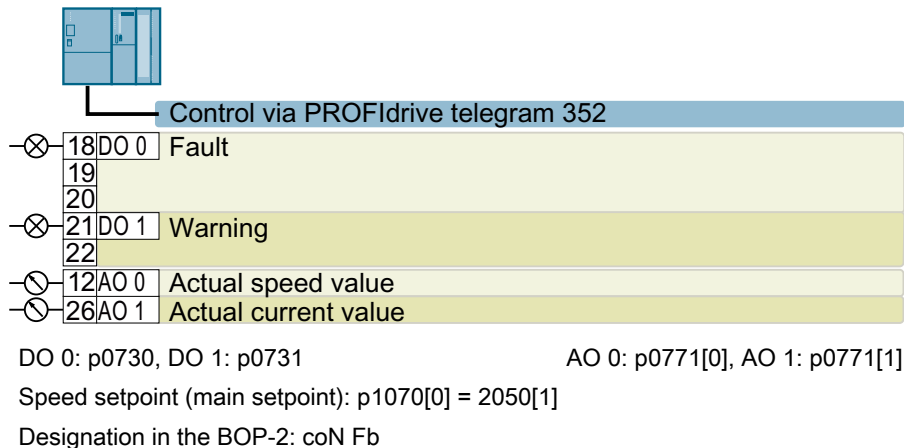 Control via PROFIdrive telegram 352
18 DO 0 Fault
19
20
21 DO 1 Warning
22
12 AO 0 Actual speed value
26 AO 1 Actual current value
DO 0: p0730, DO 1: p0731 AO 0: p0771[0], AO 1: p0771[1]
Speed setpoint (main setpoint): p1070[0] = 2050[1]
Designation in the BOP-2: coN Fb